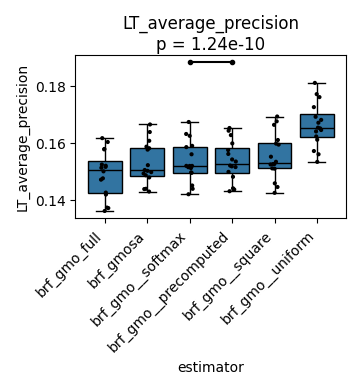 LT_average_precision
p = 1.24e-10
LT_average_precision
0.18
0.16
0.14
brf_gmo_full
brf_gmosa
brf_gmo__softmax
brf_gmo__precomputed
brf_gmo__square
brf_gmo__uniform
estimator